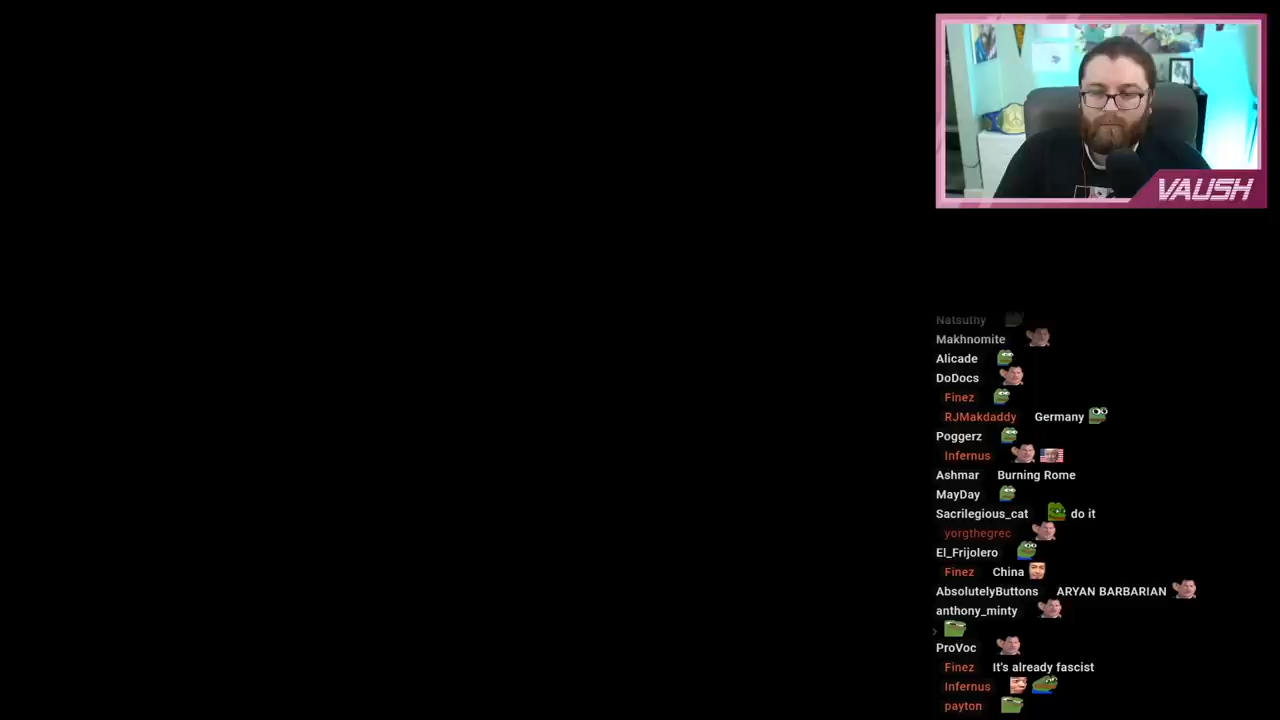 VAUSH
Natsuthy
Makhnomite
Alicade
DoDocs
Finez
RJMakdaddy Germany
Poggerz
Infernus
Ashmar Burning Rome
MayDay
Sacrilegious_cat do it
yorgthegrec
El_Frijolero
Finez China
AbsolutelyButtons ARYAN BARBARIAN
anthony_minty
ProVoc
Finez It's already fascist
Infernus
payton